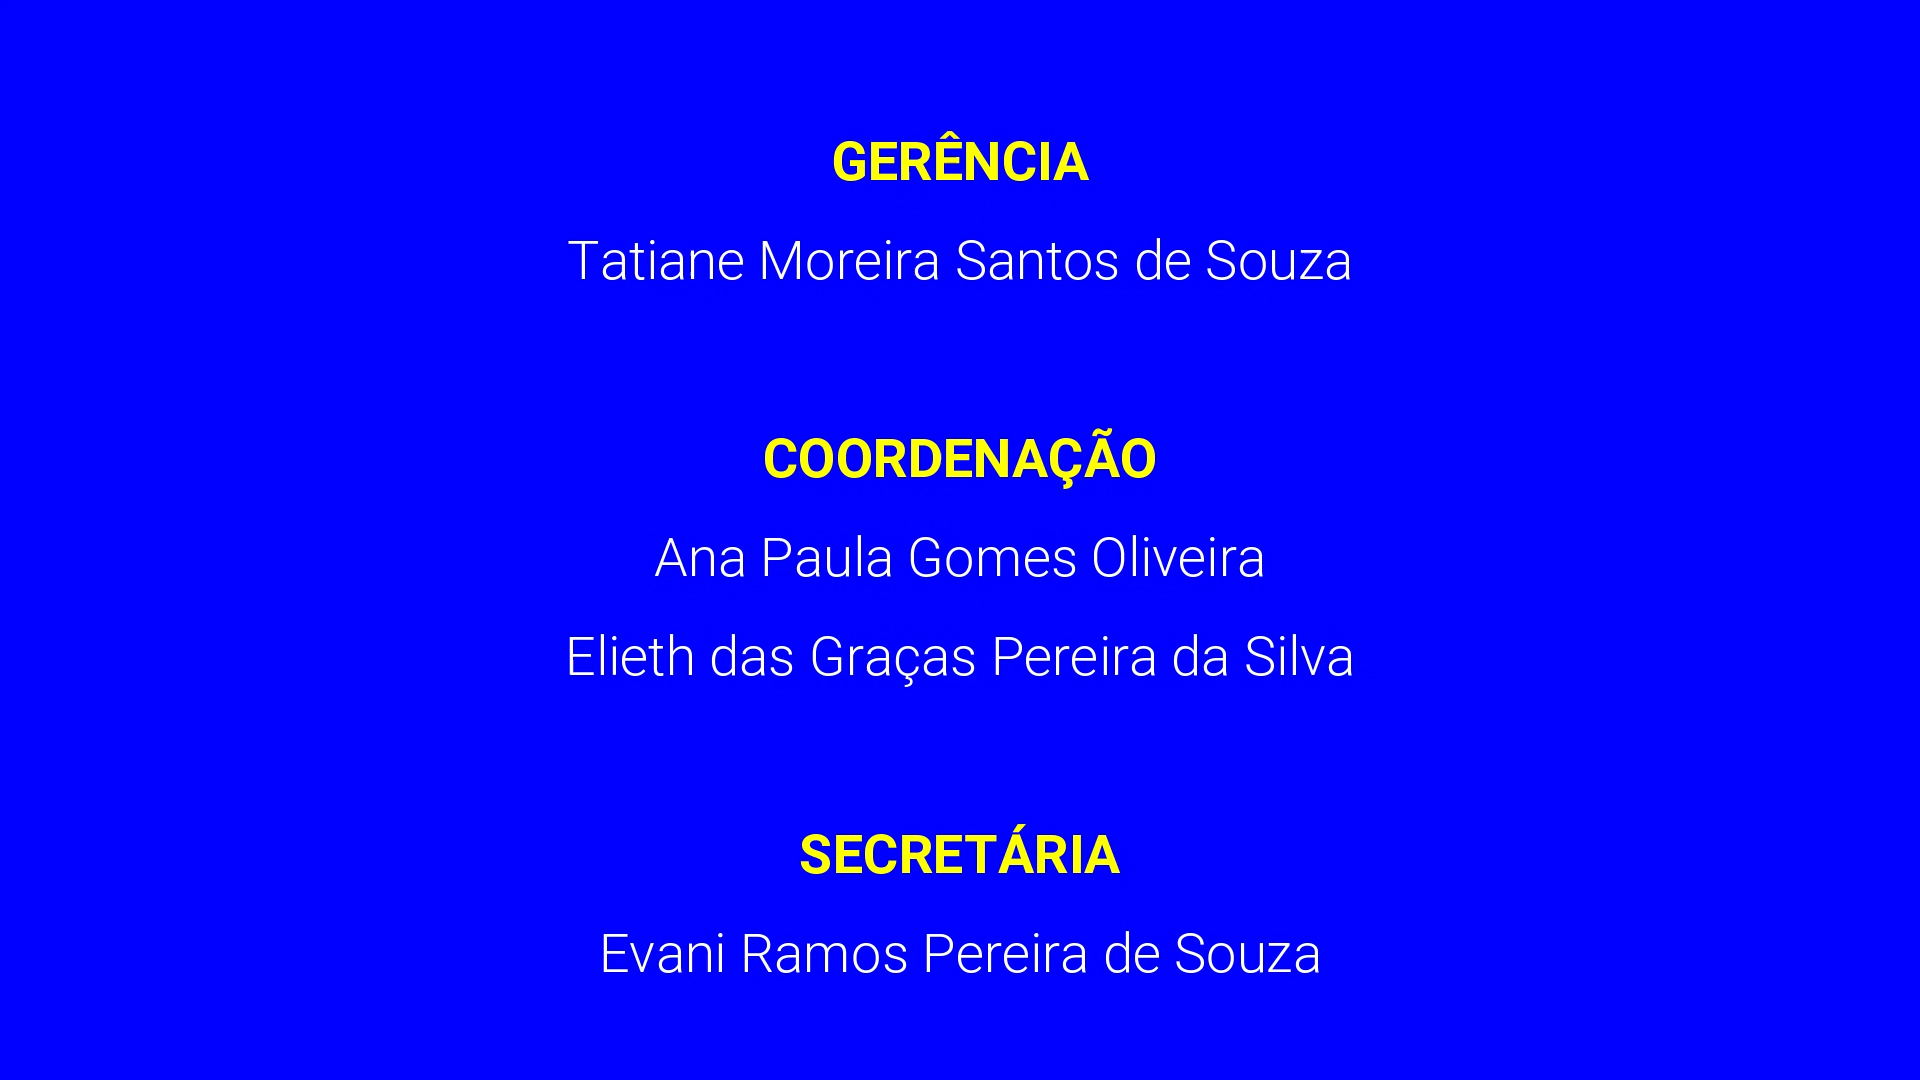 GERÊNCIA
Tatiane Moreira Santos de Souza
COORDENAÇÃO
Ana Paula Gomes Oliveira
Elieth das Graças Pereira da Silva
SECRETÁRIA
Evani Ramos Pereira de Souza